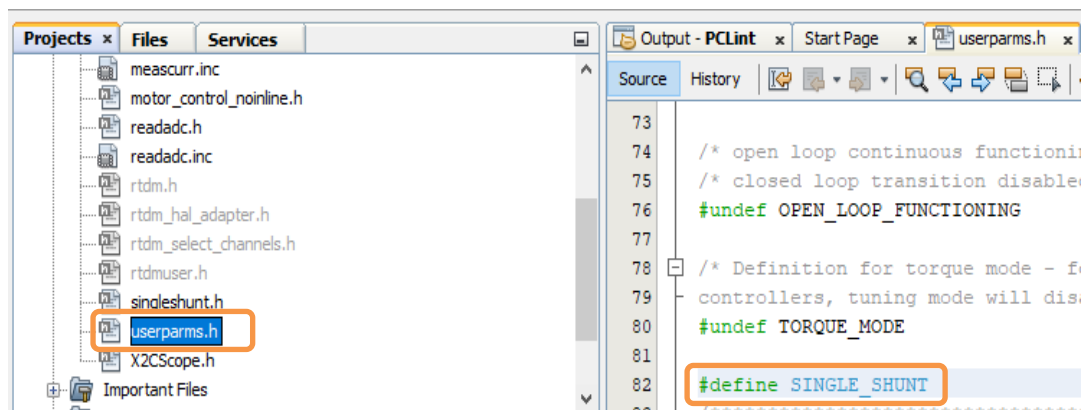 Projects × Files Services
meascurr.inc
motor_control_noinline.h
readadc.h
readadc.inc
rtdm.h
rtdm_hal_adapter.h
rtdm_select_channels.h
rtdmuser.h
singleshunt.h
userparms.h
X2CScope.h
Important Files
Output - PCLint × Start Page × userparms.h ×
Source History
73
74 /* open loop continuous functioni
75 /* closed loop transition disable
76 #undef OPEN_LOOP_FUNCTIONING
77
78 /* Definition for torque mode - f
79 controllers, tuning mode will dis
80 #undef TORQUE_MODE
81
82 #define SINGLE_SHUNT